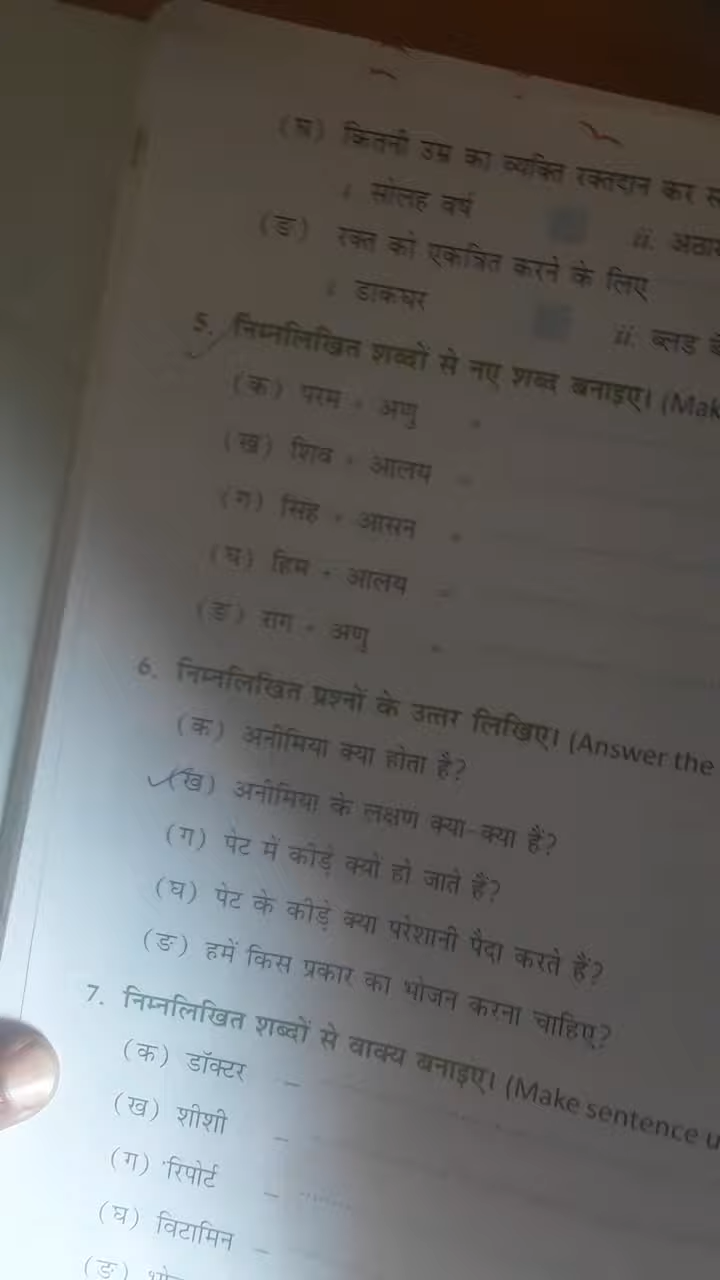 (घ) कितनी उम्र का व्यक्ति रक्तदान कर
i. सोलह वर्ष ii.
(ङ) रक्त को एकत्रित करने के लिए
i. डाकघर ii. ब्लड
5. निम्नलिखित शब्दों से नए शब्द बनाइए। (Mak
(क) परम + अणु =
(ख) शिव + आलय =
(ग) सिंह + आसन =
(घ) हिम + आलय =
(ङ) राग + अणु =
6. निम्नलिखित प्रश्नों के उत्तर लिखिए। (Answer the
(क) अनीमिया क्या होता है?
(ख) अनीमिया के लक्षण क्या-क्या हैं?
(ग) पेट में कीड़े क्यों हो जाते हैं?
(घ) पेट के कीड़े क्या परेशानी पैदा करते हैं?
(ङ) हमें किस प्रकार का भोजन करना चाहिए?
7. निम्नलिखित शब्दों से वाक्य बनाइए। (Make sentence u
(क) डॉक्टर –
(ख) शीशी –
(ग) रिपोर्ट –
(घ) विटामिन –
(ङ)